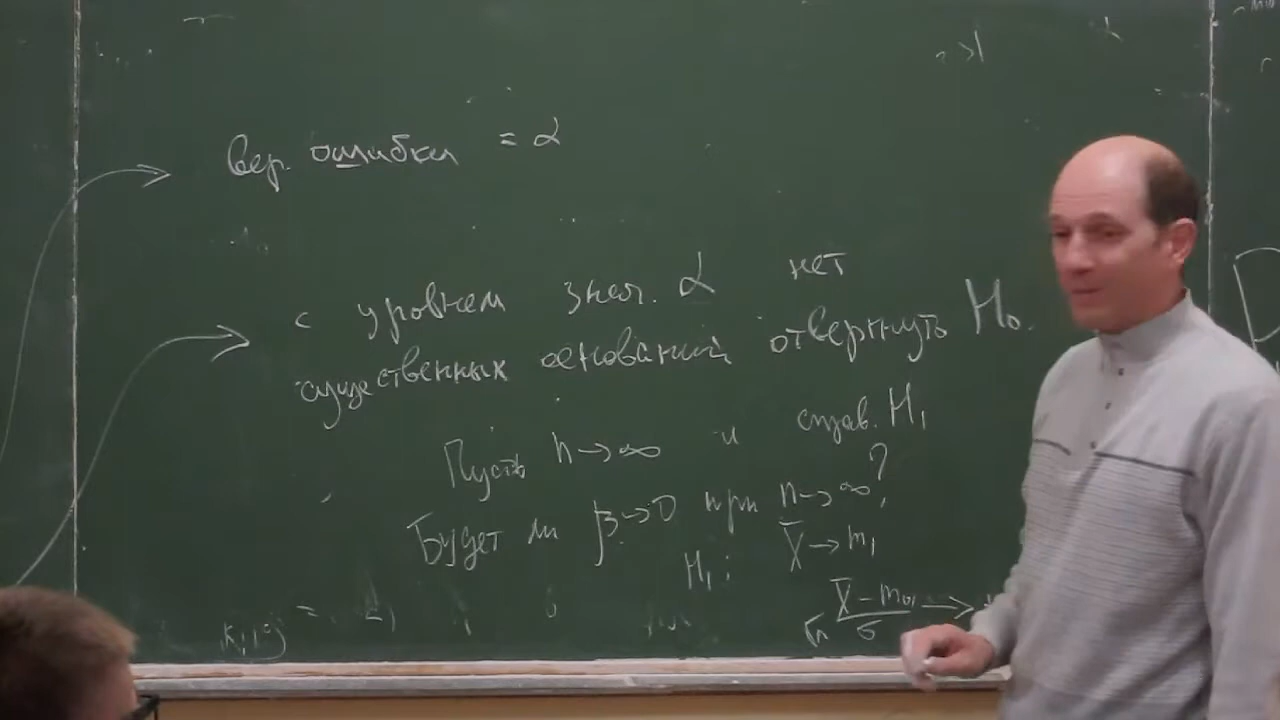 вер. ошибки = α
с уровнем знач. α нет
существенных оснований отвергнуть H₀.
Пусть n→∞ и справ. H₁
Будет ли β→0 при n→∞?
H₁: X̅→m₁
√n (X̅-m₀)/σ →